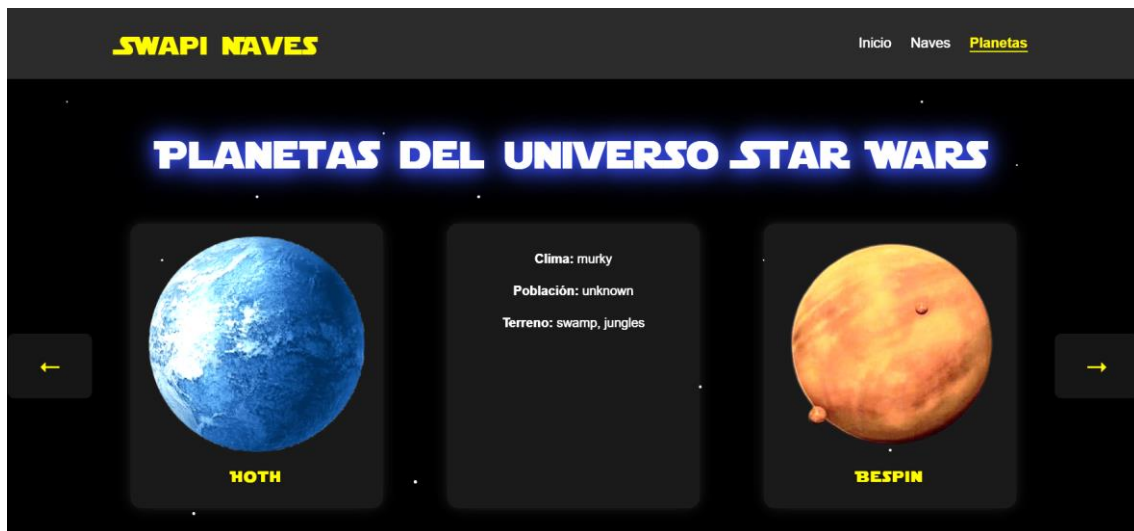 SWAPI NAVES
Inicio Naves Planetas
PLANETAS DEL UNIVERSO STAR WARS
Clima: murky
Población: unknown
Terreno: swamp, jungles
←
→
HOTH
BESPIN